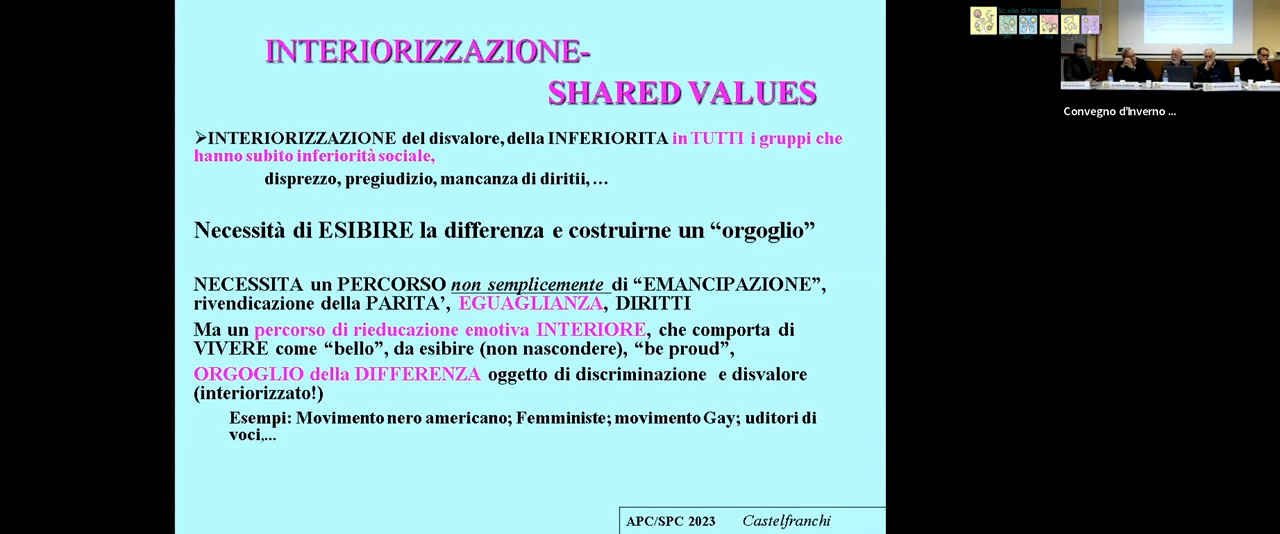 INTERIORIZZAZIONE-
SHARED VALUES
➢INTERIORIZZAZIONE del disvalore, della INFERIORITA in TUTTI i gruppi che
hanno subito inferiorità sociale,
disprezzo, pregiudizio, mancanza di diritii, …
Necessità di ESIBIRE la differenza e costruirne un “orgoglio”
NECESSITA un PERCORSO non semplicemente di “EMANCIPAZIONE”,
rivendicazione della PARITA’, EGUAGLIANZA, DIRITTI
Ma un percorso di rieducazione emotiva INTERIORE, che comporta di
VIVERE come “bello”, da esibire (non nascondere), “be proud”,
ORGOGLIO della DIFFERENZA oggetto di discriminazione e disvalore
(interiorizzato!)
Esempi: Movimento nero americano; Femministe; movimento Gay; uditori di
voci,...
APC/SPC 2023 Castelfranchi
Scuole di Psicoterap
Convegno d'Inverno ...